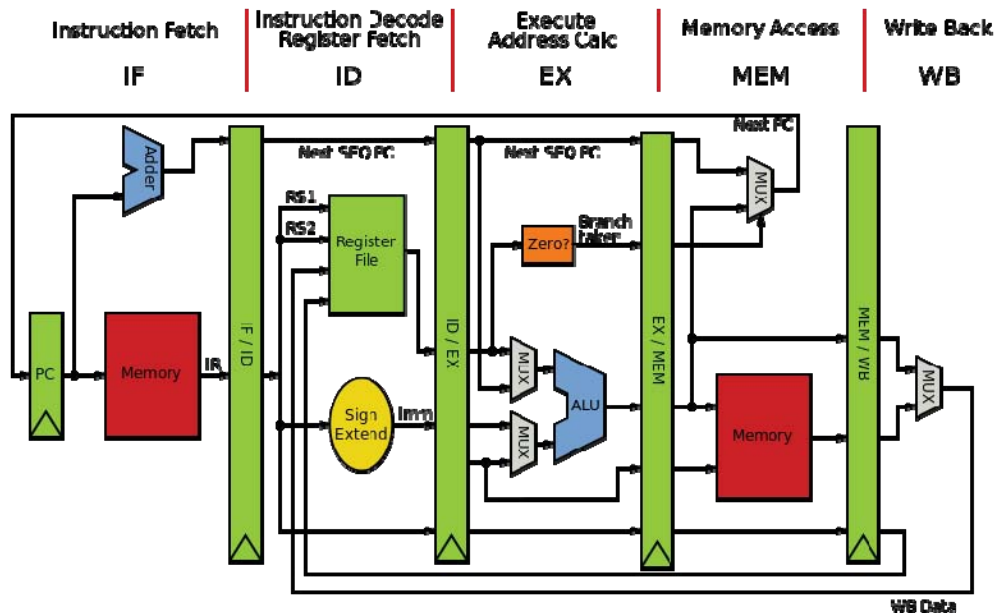 Instruction Fetch
Instruction Decode
Register Fetch
Execute
Address Calc
Memory Access
Write Back
IF
ID
EX
MEM
WB
Next PC
Adder
Next SEQ PC
Next SEQ PC
MUX
RS1
RS2
Register
File
Zero?
Branch
taken
IF / ID
ID / EX
EX / MEM
MEM / WB
PC
Memory
IR
Sign
Extend
Imm
MUX
MUX
ALU
Memory
MUX
WB Data